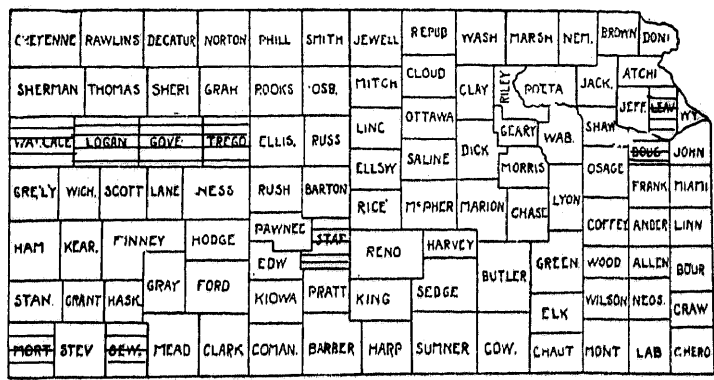 CHEYENNE RAWLINS DECATUR NORTON PHILL SMITH JEWELL REPUB WASH MARSH NEM. BROWN DONI
SHERMAN THOMAS SHERI GRAH ROOKS OSB. MITCH CLOUD CLAY RILEY POTTA JACK. ATCHI
JEFF. LEAV WY.
WALLACE LOGAN GOVE TREGO ELLIS. RUSS LINC OTTAWA DICK GEARY WAB. SHAW DOUG JOHN
ELLSW SALINE MORRIS OSAGE
GRE'LY WICH. SCOTT LANE NESS RUSH BARTON RICE McPHER MARION CHASE LYON FRANK MIAMI
COFFEY ANDER LINN
HAM KEAR. FINNEY HODGE PAWNEE STAF RENO HARVEY BUTLER GREEN WOOD ALLEN BOUR
EDW
STAN. GRANT HASK. GRAY FORD KIOWA PRATT KING SEDGE ELK WILSON NEOS. CRAW
MORT STEV SEW. MEAD CLARK COMAN. BARBER HARP SUMNER COW. CHAUT MONT LAB CHERO